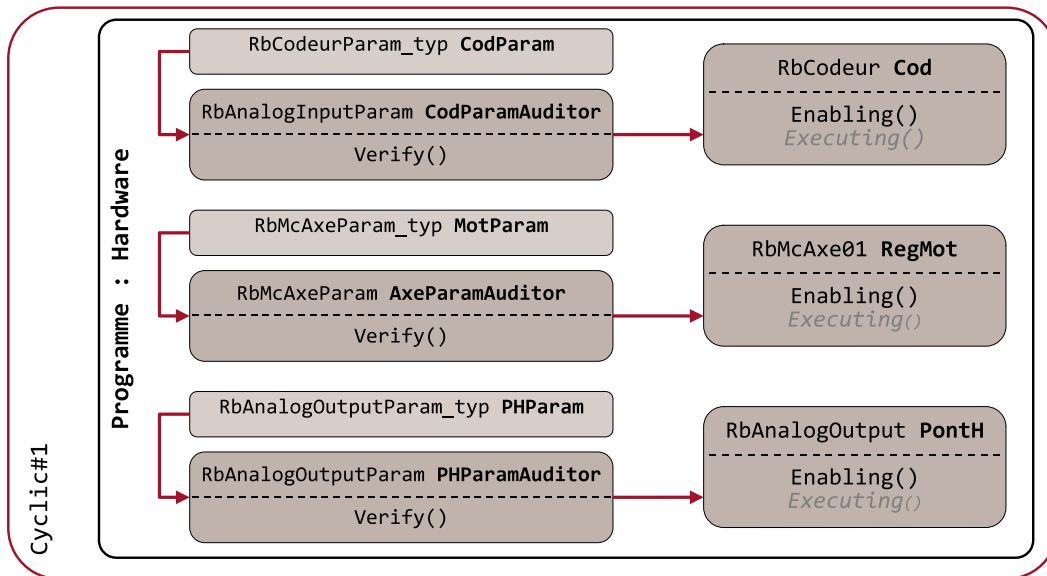 Cyclic#1
Programme : Hardware
RbCodeurParam_typ CodParam
RbAnalogInputParam CodParamAuditor
Verify()
RbCodeur Cod
Enabling()
Executing()
RbMcAxeParam_typ MotParam
RbMcAxeParam AxeParamAuditor
Verify()
RbMcAxe01 RegMot
Enabling()
Executing()
RbAnalogOutputParam_typ PHParam
RbAnalogOutputParam PHParamAuditor
Verify()
RbAnalogOutput PontH
Enabling()
Executing()